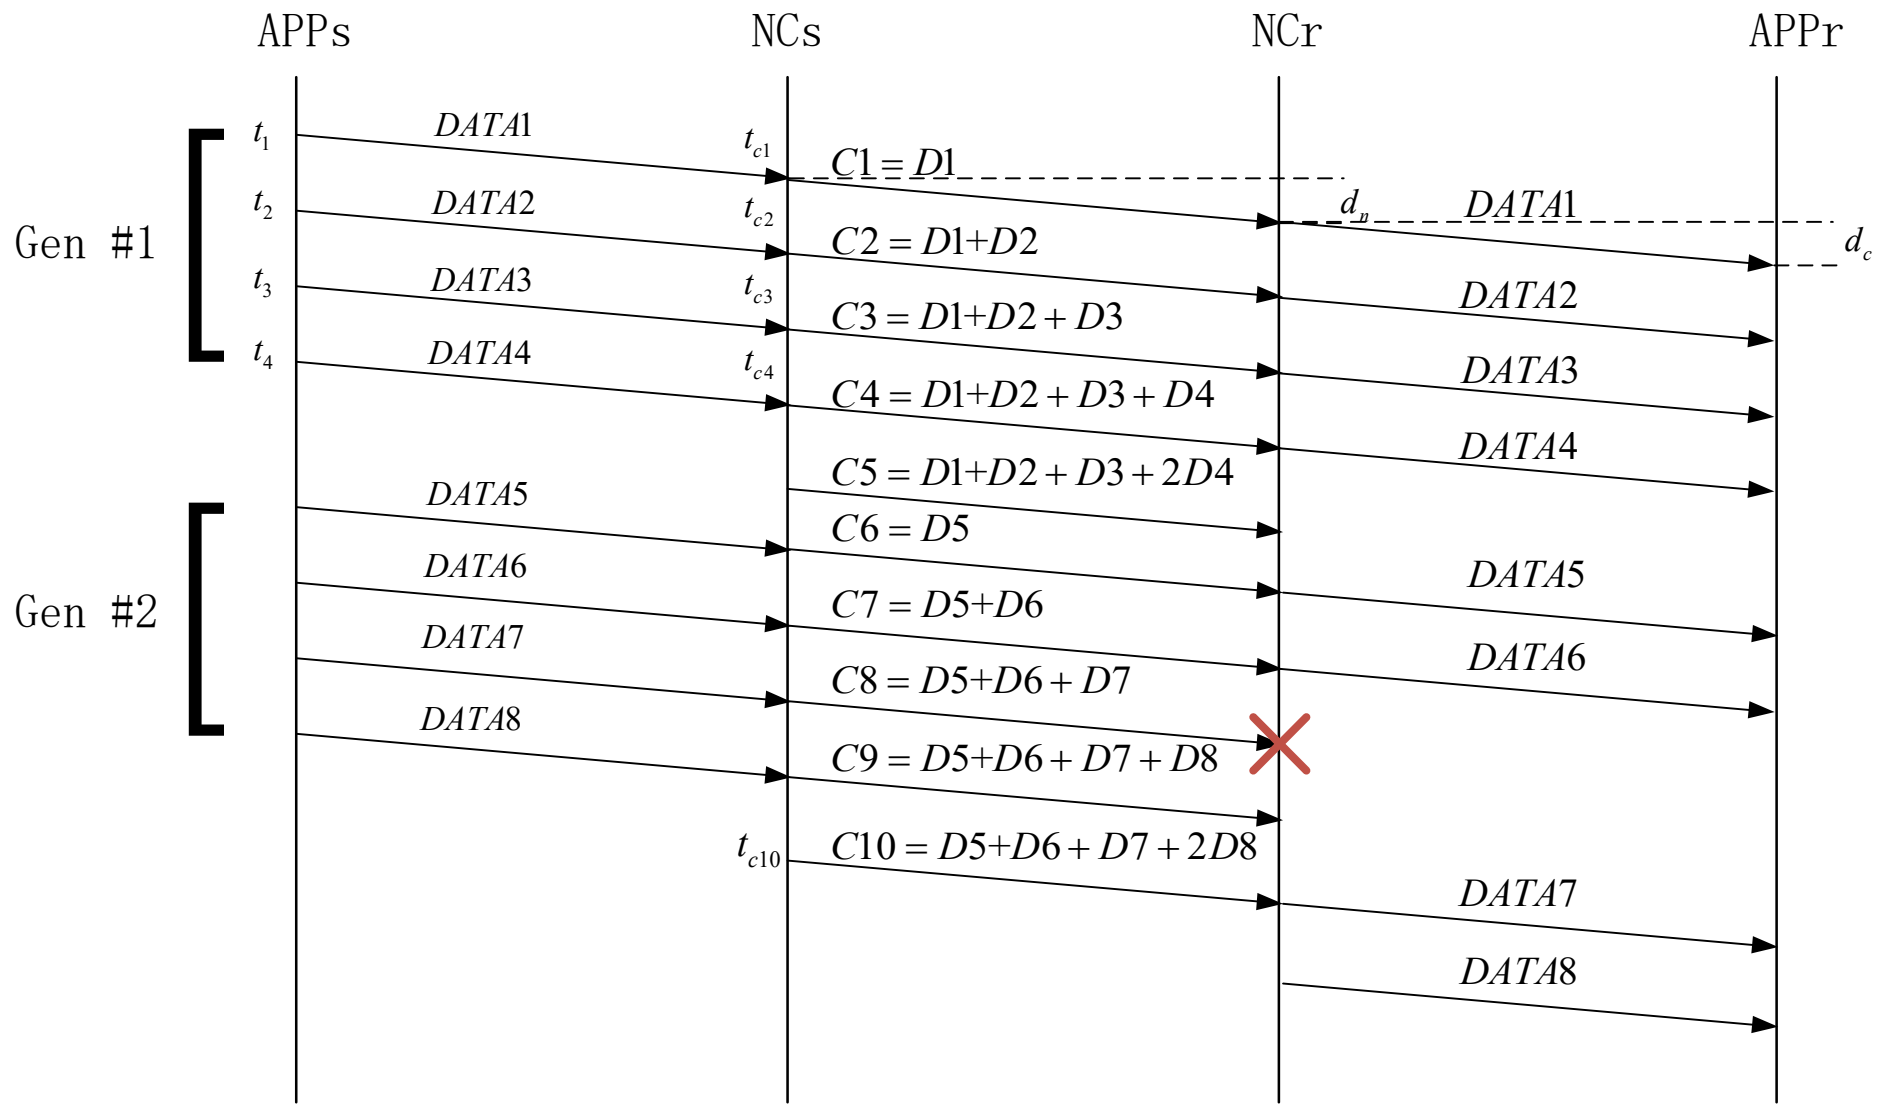 APPs NCs NCr APPr
t1 DATA1 tc1 C1 = D1
t2 DATA2 tc2 dn DATA1
Gen #1 C2 = D1+D2 dc
t3 DATA3 tc3 DATA2
C3 = D1+D2 + D3
t4 DATA4 tc4 DATA3
C4 = D1+D2 + D3 + D4
DATA4
C5 = D1+D2 + D3 + 2D4
DATA5
C6 = D5
DATA6 DATA5
Gen #2 C7 = D5+D6
DATA7 DATA6
C8 = D5+D6 + D7
DATA8
C9 = D5+D6 + D7 + D8
tc10 C10 = D5+D6 + D7 + 2D8
DATA7
DATA8